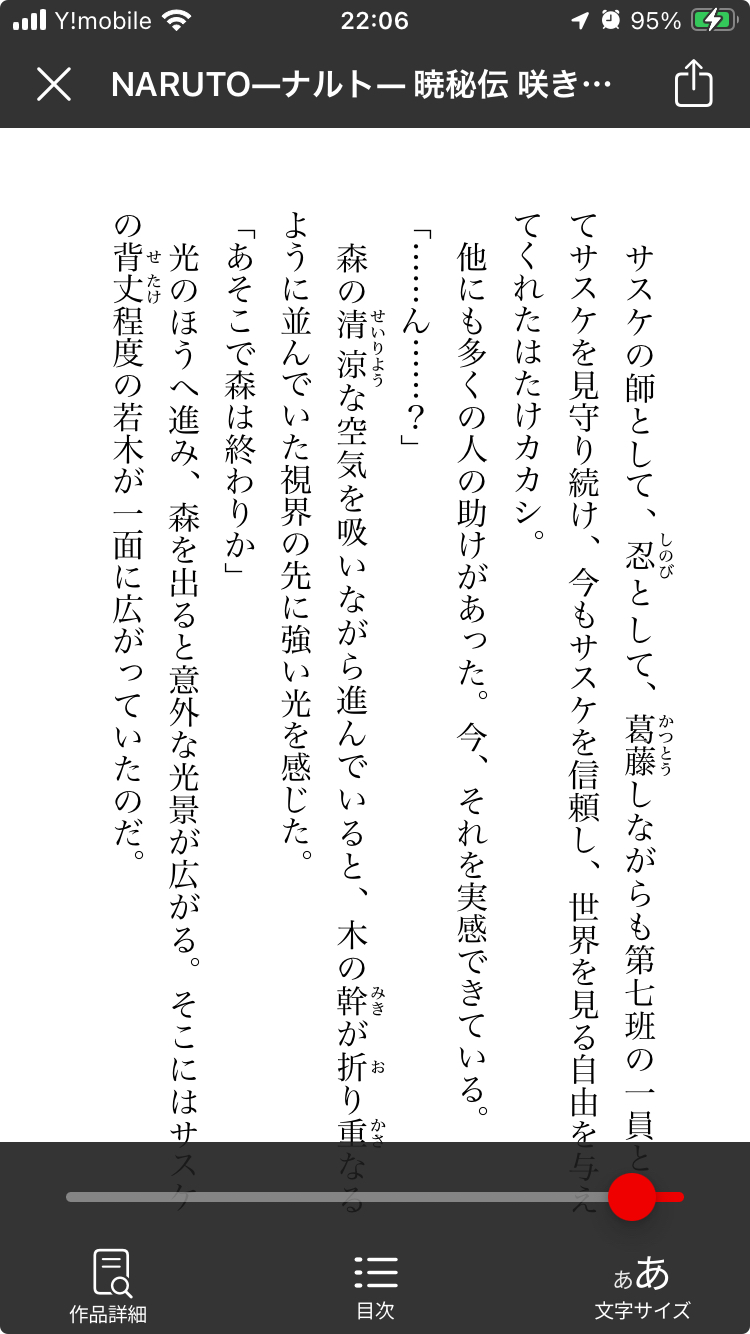 Y!mobile 22:06 95%
NARUTO―ナルト― 暁秘伝 咲き…
サスケの師として、忍として、葛藤しながらも第七班の一員と
してサスケを見守り続け、今もサスケを信頼し、世界を見る自由を与え
てくれたはたけカカシ。
他にも多くの人の助けがあった。今、それを実感できている。
「……ん……?」
森の清涼な空気を吸いながら進んでいると、木の幹が折り重なる
ように並んでいた視界の先に強い光を感じた。
「あそこで森は終わりか」
光のほうへ進み、森を出ると意外な光景が広がる。そこにはサスケ
の背丈程度の若木が一面に広がっていたのだ。
作品詳細
目次
ああ
文字サイズ